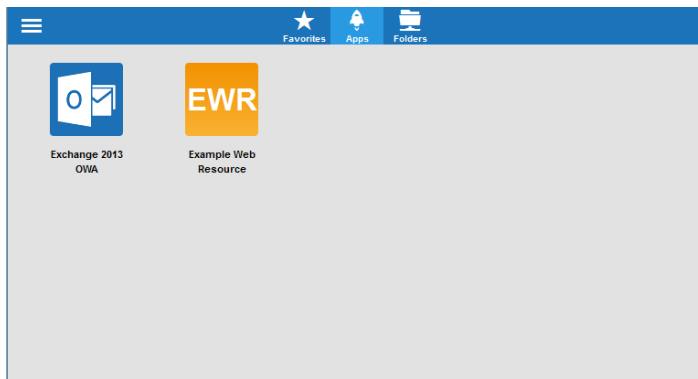 Favorites Apps Folders
O EWR
Exchange 2013 Example Web
OWA Resource